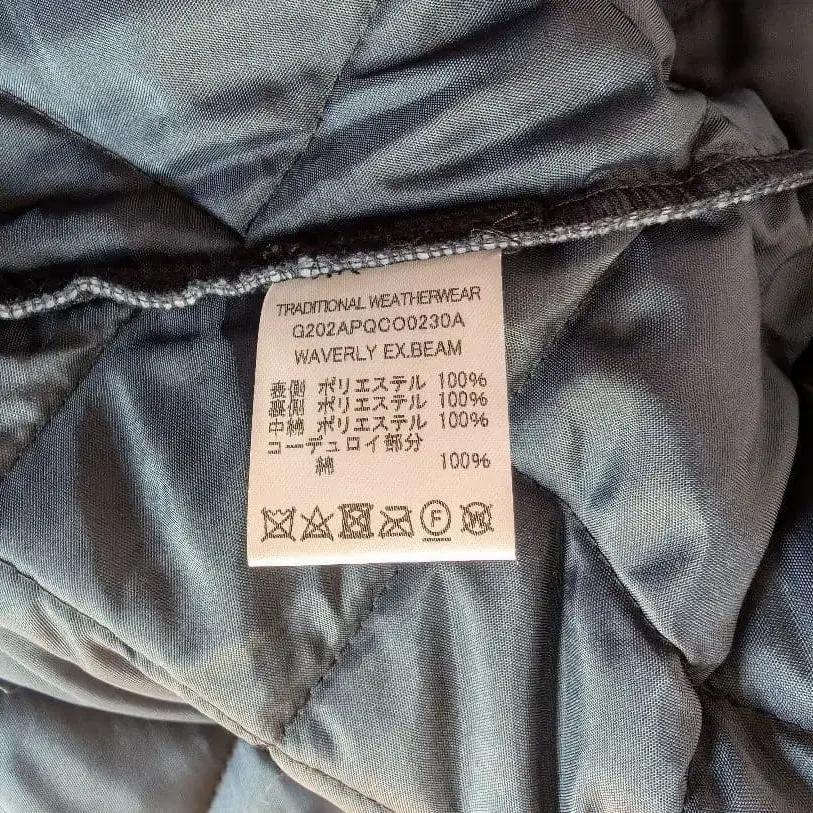 TRADITIONAL WEATHERWEAR
G202APQCO0230A
WAVERLY EX.BEAM
表側 ポリエステル 100%
裏側 ポリエステル 100%
中綿 ポリエステル 100%
コーデュロイ部分
綿 100%
F
W